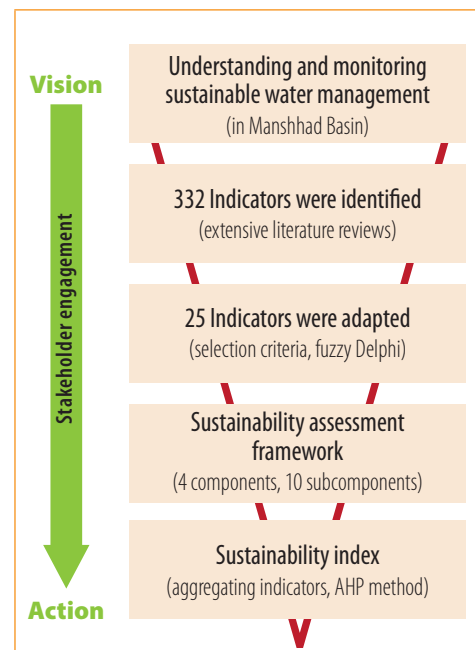 Vision
Stakeholder engagement
Action
Understanding and monitoring
sustainable water management
(in Manshhad Basin)
332 Indicators were identified
(extensive literature reviews)
25 Indicators were adapted
(selection criteria, fuzzy Delphi)
Sustainability assessment
framework
(4 components, 10 subcomponents)
Sustainability index
(aggregating indicators, AHP method)